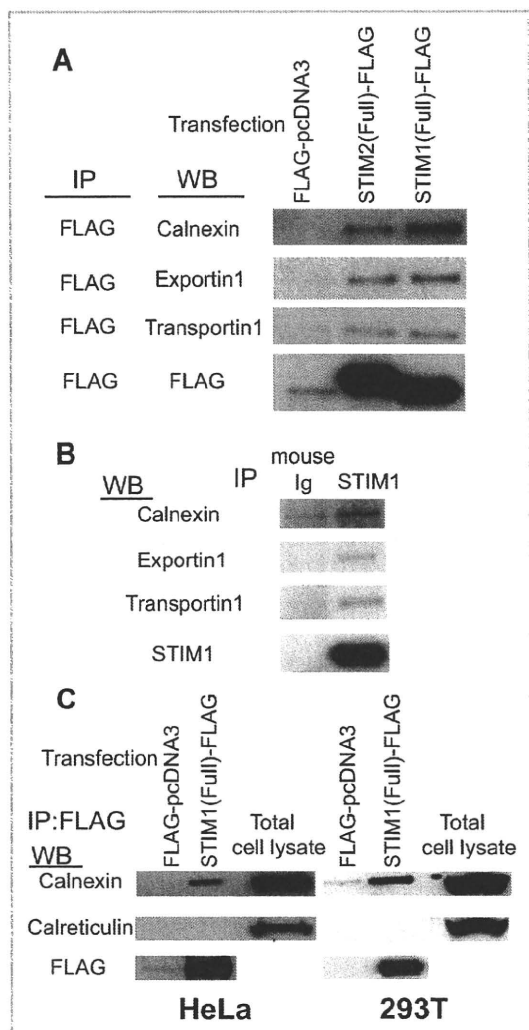 A
Transfection
FLAG-pcDNA3
STIM2(Full)-FLAG
STIM1(Full)-FLAG
IP WB
FLAG Calnexin
FLAG Exportin1
FLAG Transportin1
FLAG FLAG
B
WB IP mouse Ig STIM1
Calnexin
Exportin1
Transportin1
STIM1
C
Transfection
FLAG-pcDNA3
STIM1(Full)-FLAG
Total cell lysate
FLAG-pcDNA3
STIM1(Full)-FLAG
Total cell lysate
IP:FLAG
WB
Calnexin
Calreticulin
FLAG
HeLa 293T